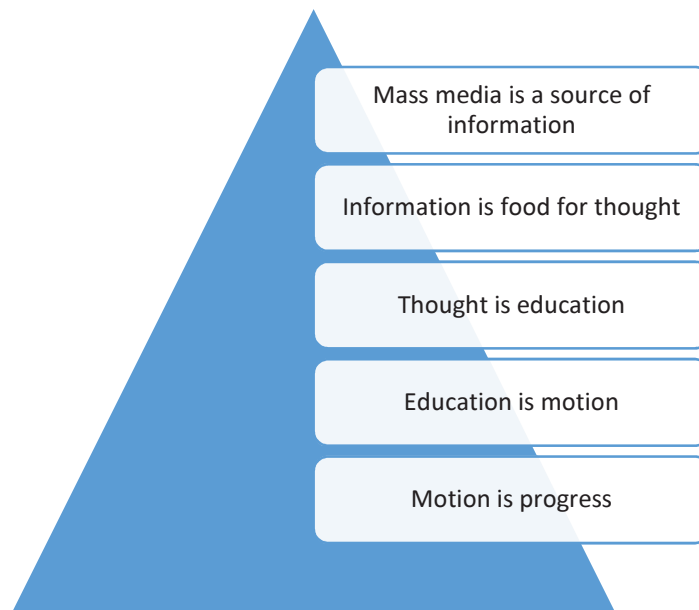 Mass media is a source of
information
Information is food for thought
Thought is education
Education is motion
Motion is progress